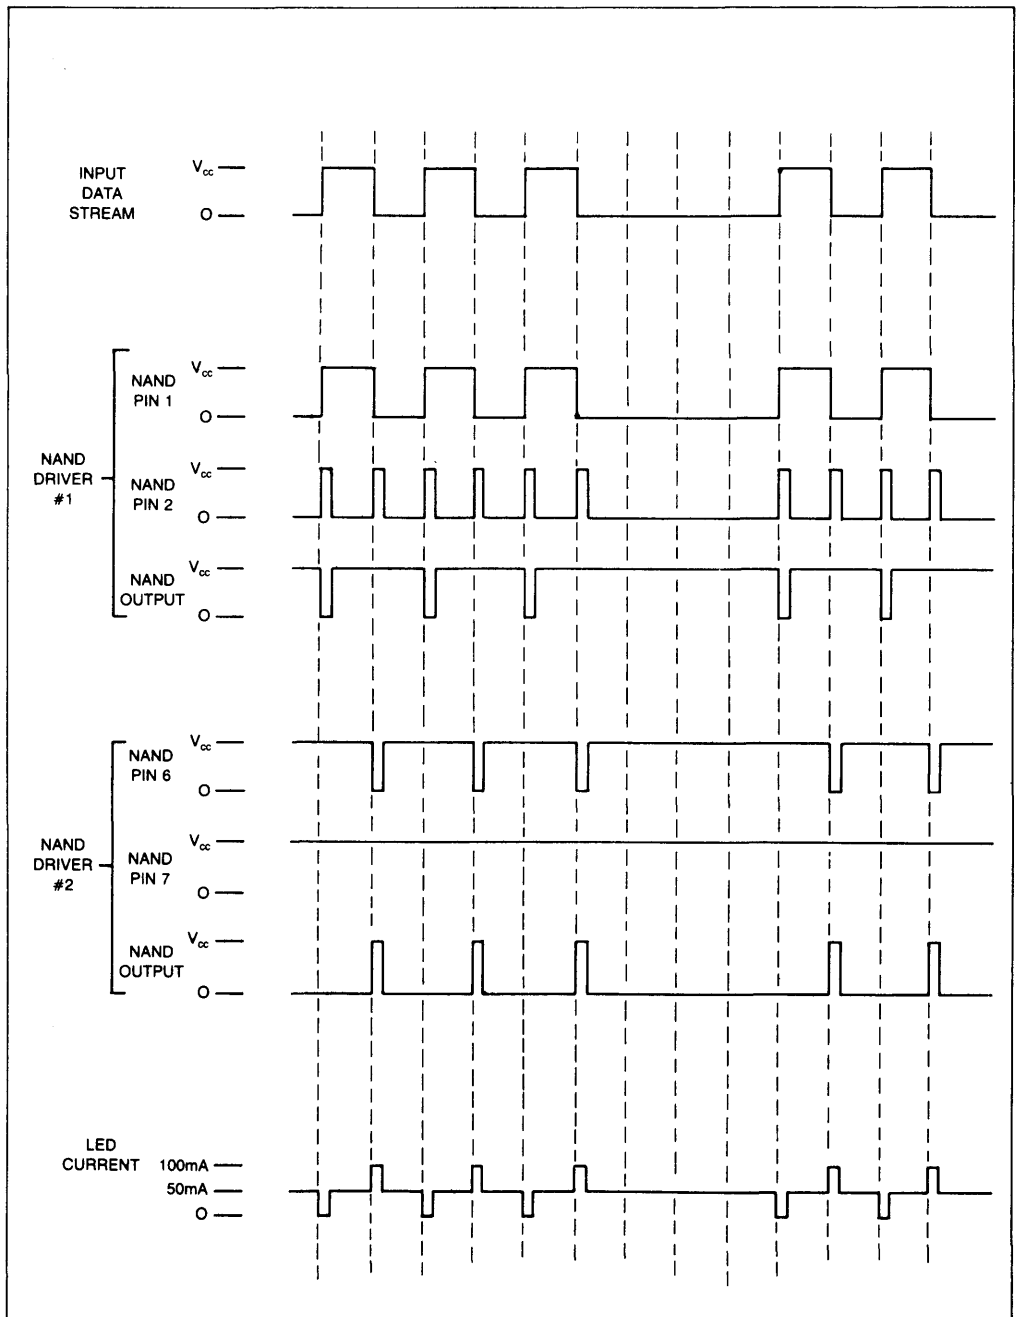 INPUT
DATA
STREAM
Vcc
O
NAND
DRIVER
#1
NAND
PIN 1
Vcc
O
NAND
PIN 2
Vcc
O
NAND
OUTPUT
Vcc
O
NAND
DRIVER
#2
NAND
PIN 6
Vcc
O
NAND
PIN 7
Vcc
O
NAND
OUTPUT
Vcc
O
LED
CURRENT
100mA
50mA
O